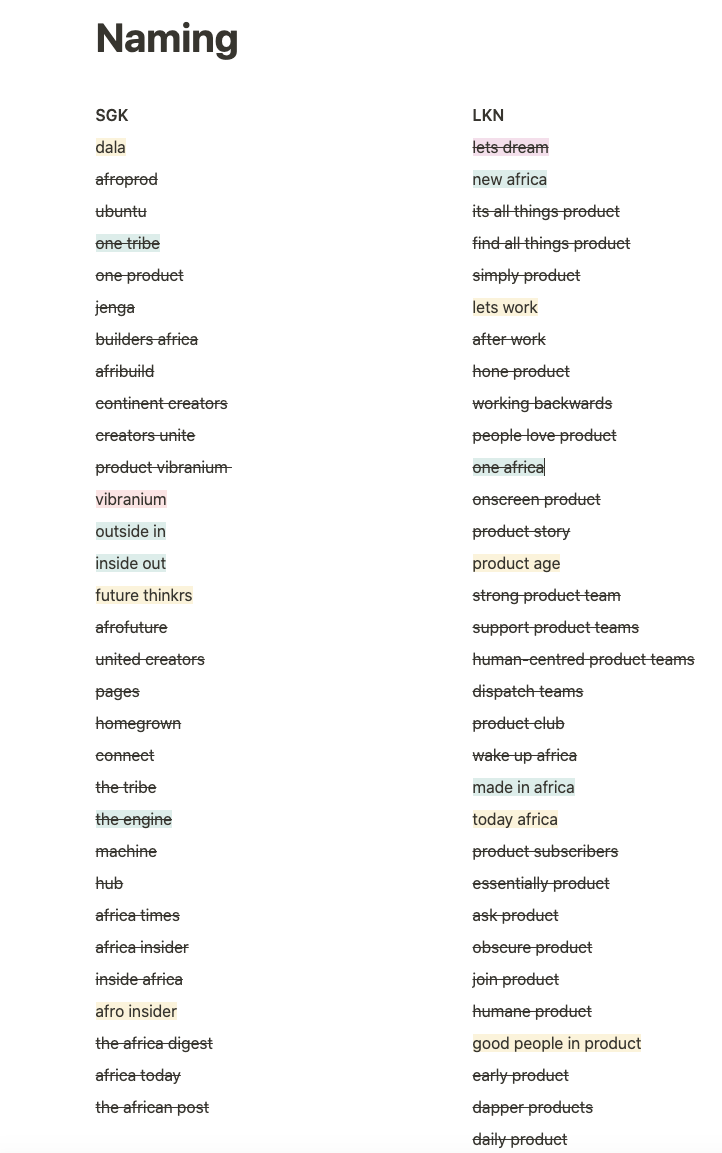 Naming
SGK
dala
afroprod
ubuntu
one tribe
one product
jenga
builders africa
afribuild
continent creators
creators unite
product vibranium
vibranium
outside in
inside out
future thinkrs
afrofuture
united creators
pages
homegrown
connect
the tribe
the engine
machine
hub
africa times
africa insider
inside africa
afro insider
the africa digest
africa today
the african post
LKN
lets dream
new africa
its all things product
find all things product
simply product
lets work
after work
hone product
working backwards
people love product
one africa
onscreen product
product story
product age
strong product team
support product teams
human-centred product teams
dispatch teams
product club
wake up africa
made in africa
today africa
product subscribers
essentially product
ask product
obscure product
join product
humane product
good people in product
early product
dapper products
daily product